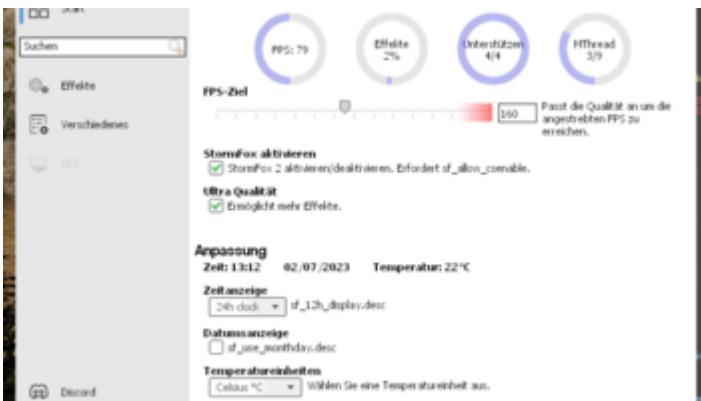 Start
Suchen
Effekte
Verschiedenes
DLC
Discord
FPS: 79
Effekte
2%
Unterstützen
4/4
MThread
3/9
FPS-Ziel
160
Passt die Qualität an um die
angestrebten FPS zu
erreichen.
StormFox aktivieren
StormFox 2 aktivieren/deaktivieren. Erfordert sf_allow_csenable.
Ultra Qualität
Ermöglicht mehr Effekte.
Anpassung
Zeit: 13:12 02/07/2023 Temperatur: 22°C
Zeitanzeige
24h clock sf_12h_display.desc
Datumsanzeige
sf_use_monthday.desc
Temperatureinheiten
Celsius °C Wählen Sie eine Temperatureinheit aus.